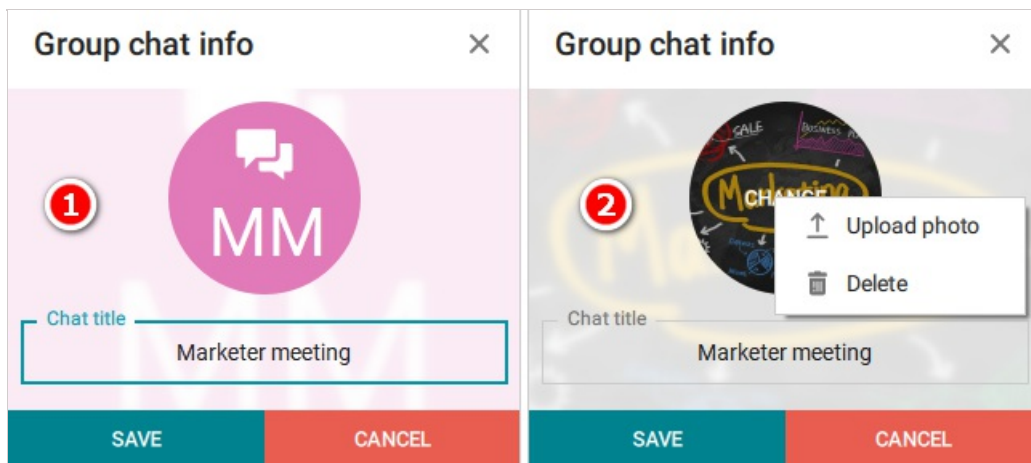 Group chat info
1
MM
Chat title
Marketer meeting
SAVE CANCEL
Group chat info
2
SALE
BUSINESS
Marketing
CHANGE
Upload photo
Delete
Chat title
Marketer meeting
SAVE CANCEL